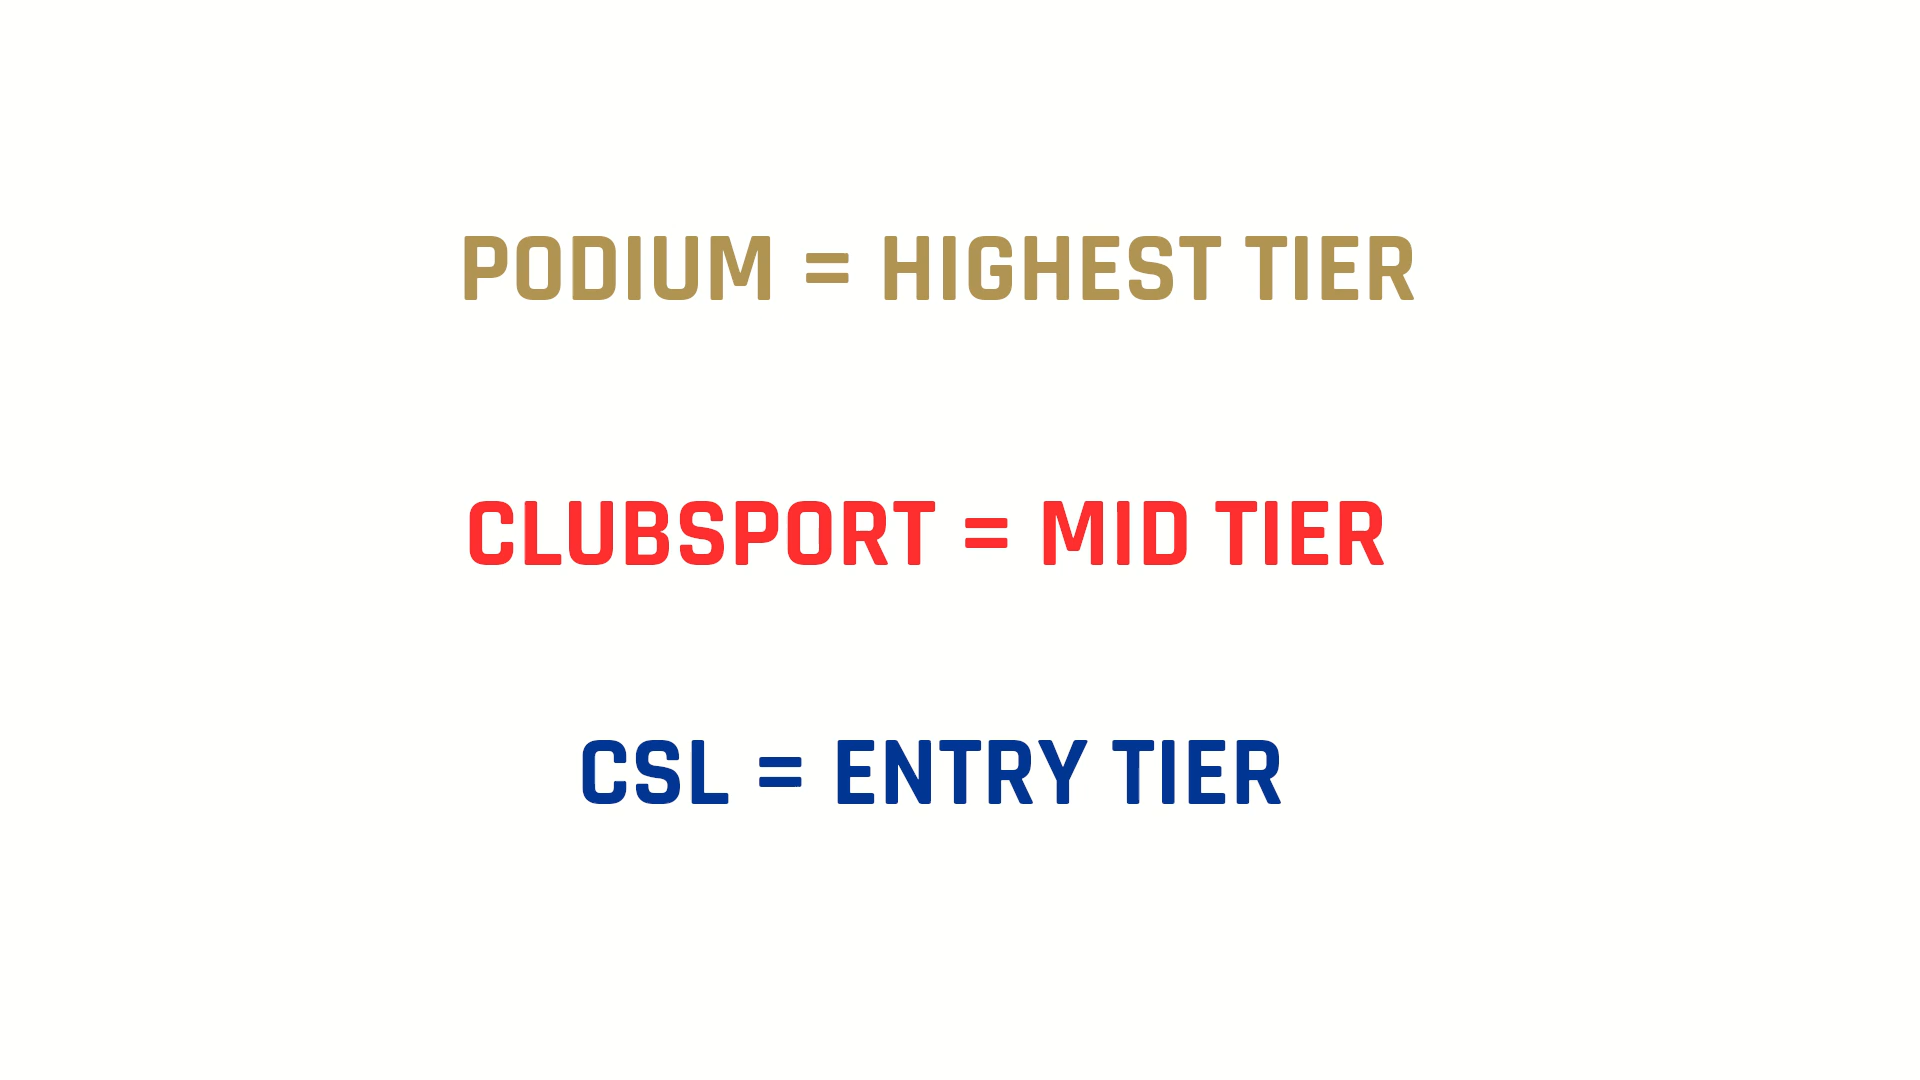 PODIUM = HIGHEST TIER
CLUBSPORT = MID TIER
CSL = ENTRY TIER